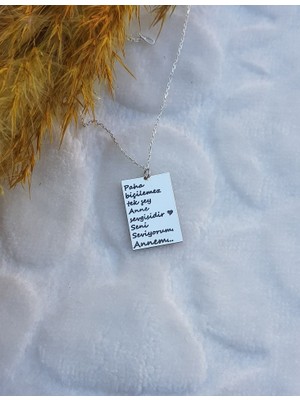 Paha
biçilemez
tek şey
Anne
sevgisidir ♥
Seni
Seviyorum
Annem..